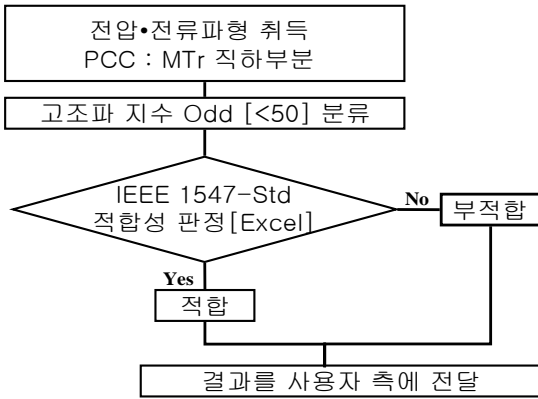 전압•전류파형 취득
PCC : MTr 직하부분
고조파 지수 Odd [<50] 분류
IEEE 1547-Std
적합성 판정[Excel]
No
부적합
Yes
적합
결과를 사용자 측에 전달